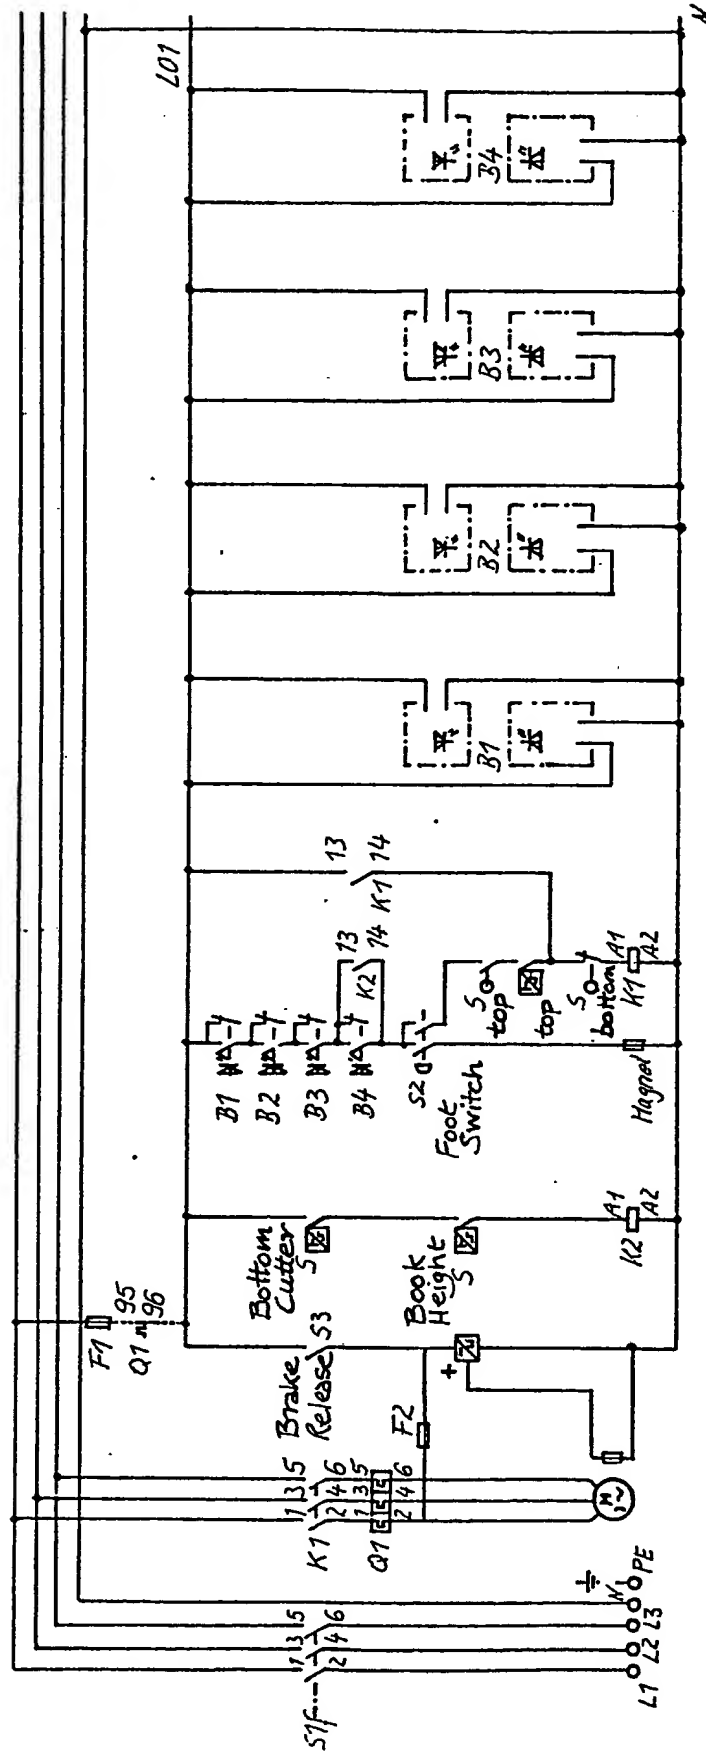 L1
L2
L3
N
PE
S1
1
3
5
2
4
6
K1
1
3
5
2
4
6
Q1
1
3
5
2
4
6
M
~
F2
+
Brake
Release
S3
F1
Q1
95
96
Bottom
Cutter
S
Book
Height
S
K2
A1
A2
B1
B2
B3
B4
K2
13
14
S2
Foot
Switch
Magnet
S
top
top
S
bottom
K1
A1
A2
13
14
K1
B1
B2
B3
B4
L01
N